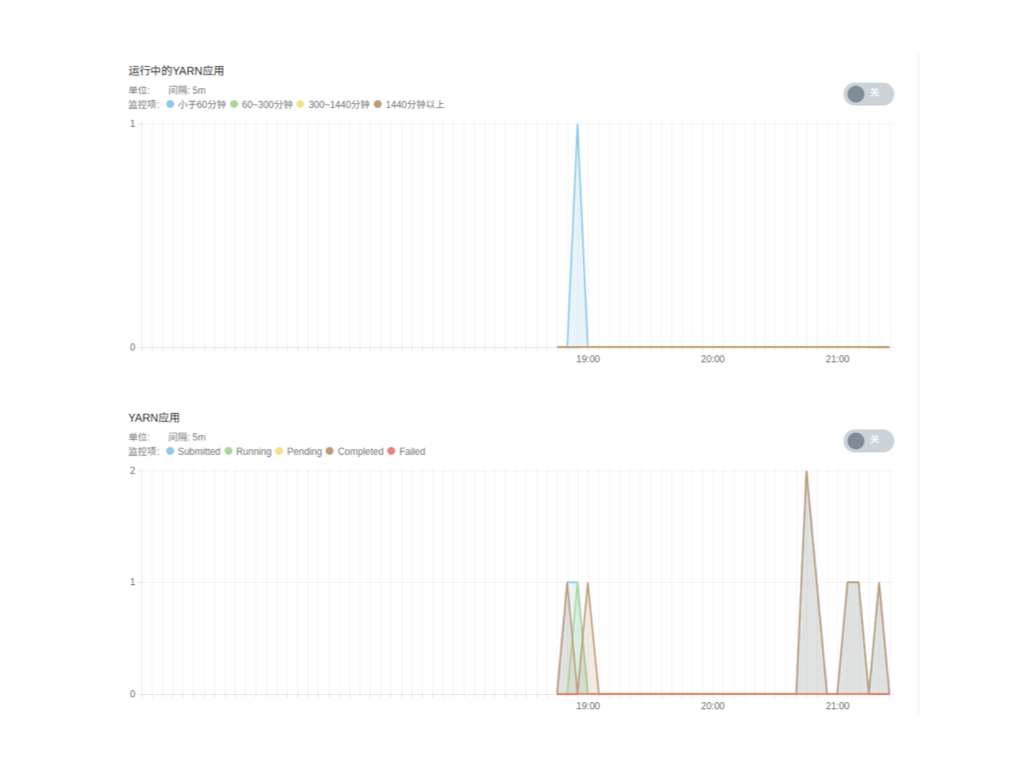 运行中的YARN应用
单位: 间隔: 5m
监控项: 小于60分钟 60~300分钟 300~1440分钟 1440分钟以上
关
1
0
19:00 20:00 21:00
YARN应用
单位: 间隔: 5m
监控项: Submitted Running Pending Completed Failed
关
2
1
0
19:00 20:00 21:00